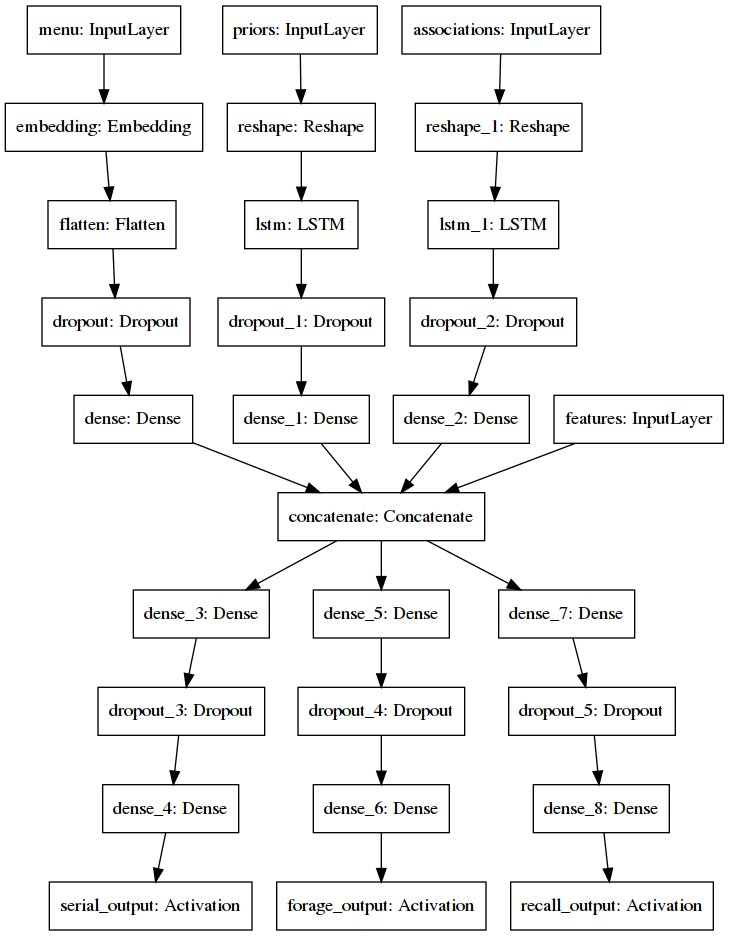 menu: InputLayer
priors: InputLayer
associations: InputLayer
embedding: Embedding
reshape: Reshape
reshape_1: Reshape
flatten: Flatten
lstm: LSTM
lstm_1: LSTM
dropout: Dropout
dropout_1: Dropout
dropout_2: Dropout
dense: Dense
dense_1: Dense
dense_2: Dense
features: InputLayer
concatenate: Concatenate
dense_3: Dense
dense_5: Dense
dense_7: Dense
dropout_3: Dropout
dropout_4: Dropout
dropout_5: Dropout
dense_4: Dense
dense_6: Dense
dense_8: Dense
serial_output: Activation
forage_output: Activation
recall_output: Activation